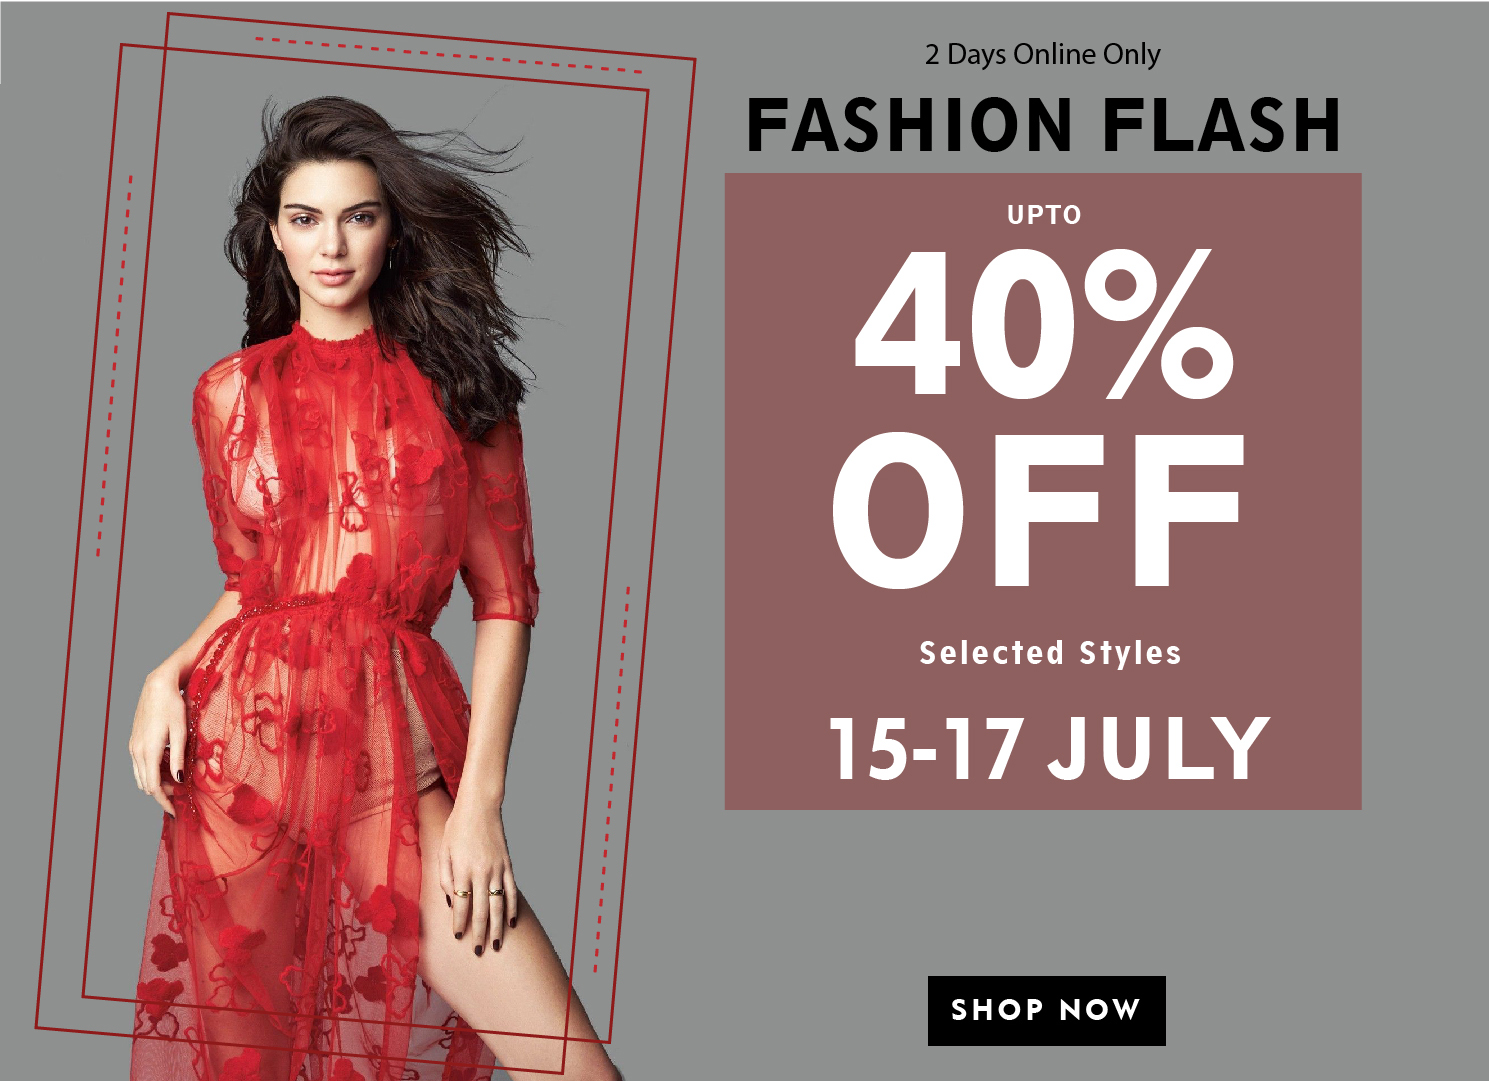 2 Days Online Only
FASHION FLASH
UPTO
40%
OFF
Selected Styles
15-17 JULY
SHOP NOW